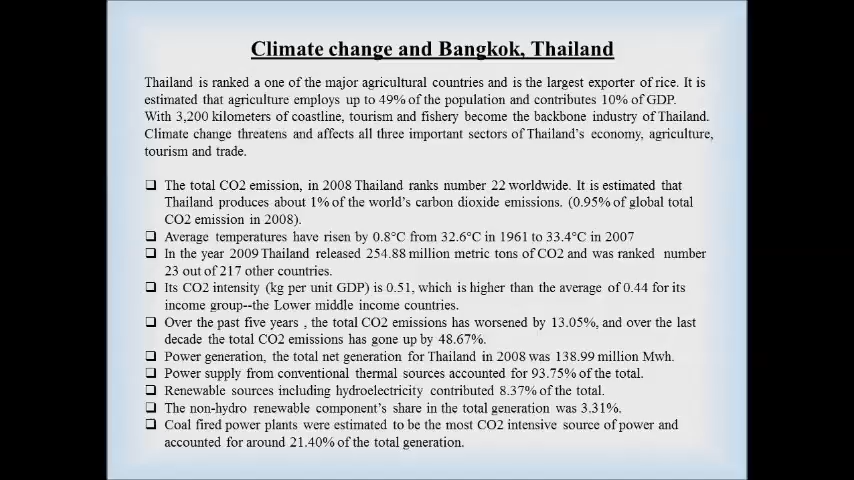 Climate change and Bangkok, Thailand
Thailand is ranked a one of the major agricultural countries and is the largest exporter of rice. It is
estimated that agriculture employs up to 49% of the population and contributes 10% of GDP.
With 3,200 kilometers of coastline, tourism and fishery become the backbone industry of Thailand.
Climate change threatens and affects all three important sectors of Thailand's economy, agriculture,
tourism and trade.
❑ The total CO2 emission, in 2008 Thailand ranks number 22 worldwide. It is estimated that
Thailand produces about 1% of the world's carbon dioxide emissions. (0.95% of global total
CO2 emission in 2008).
❑ Average temperatures have risen by 0.8°C from 32.6°C in 1961 to 33.4°C in 2007
❑ In the year 2009 Thailand released 254.88 million metric tons of CO2 and was ranked number
23 out of 217 other countries.
❑ Its CO2 intensity (kg per unit GDP) is 0.51, which is higher than the average of 0.44 for its
income group--the Lower middle income countries.
❑ Over the past five years , the total CO2 emissions has worsened by 13.05%, and over the last
decade the total CO2 emissions has gone up by 48.67%.
❑ Power generation, the total net generation for Thailand in 2008 was 138.99 million Mwh.
❑ Power supply from conventional thermal sources accounted for 93.75% of the total.
❑ Renewable sources including hydroelectricity contributed 8.37% of the total.
❑ The non-hydro renewable component's share in the total generation was 3.31%.
❑ Coal fired power plants were estimated to be the most CO2 intensive source of power and
accounted for around 21.40% of the total generation.